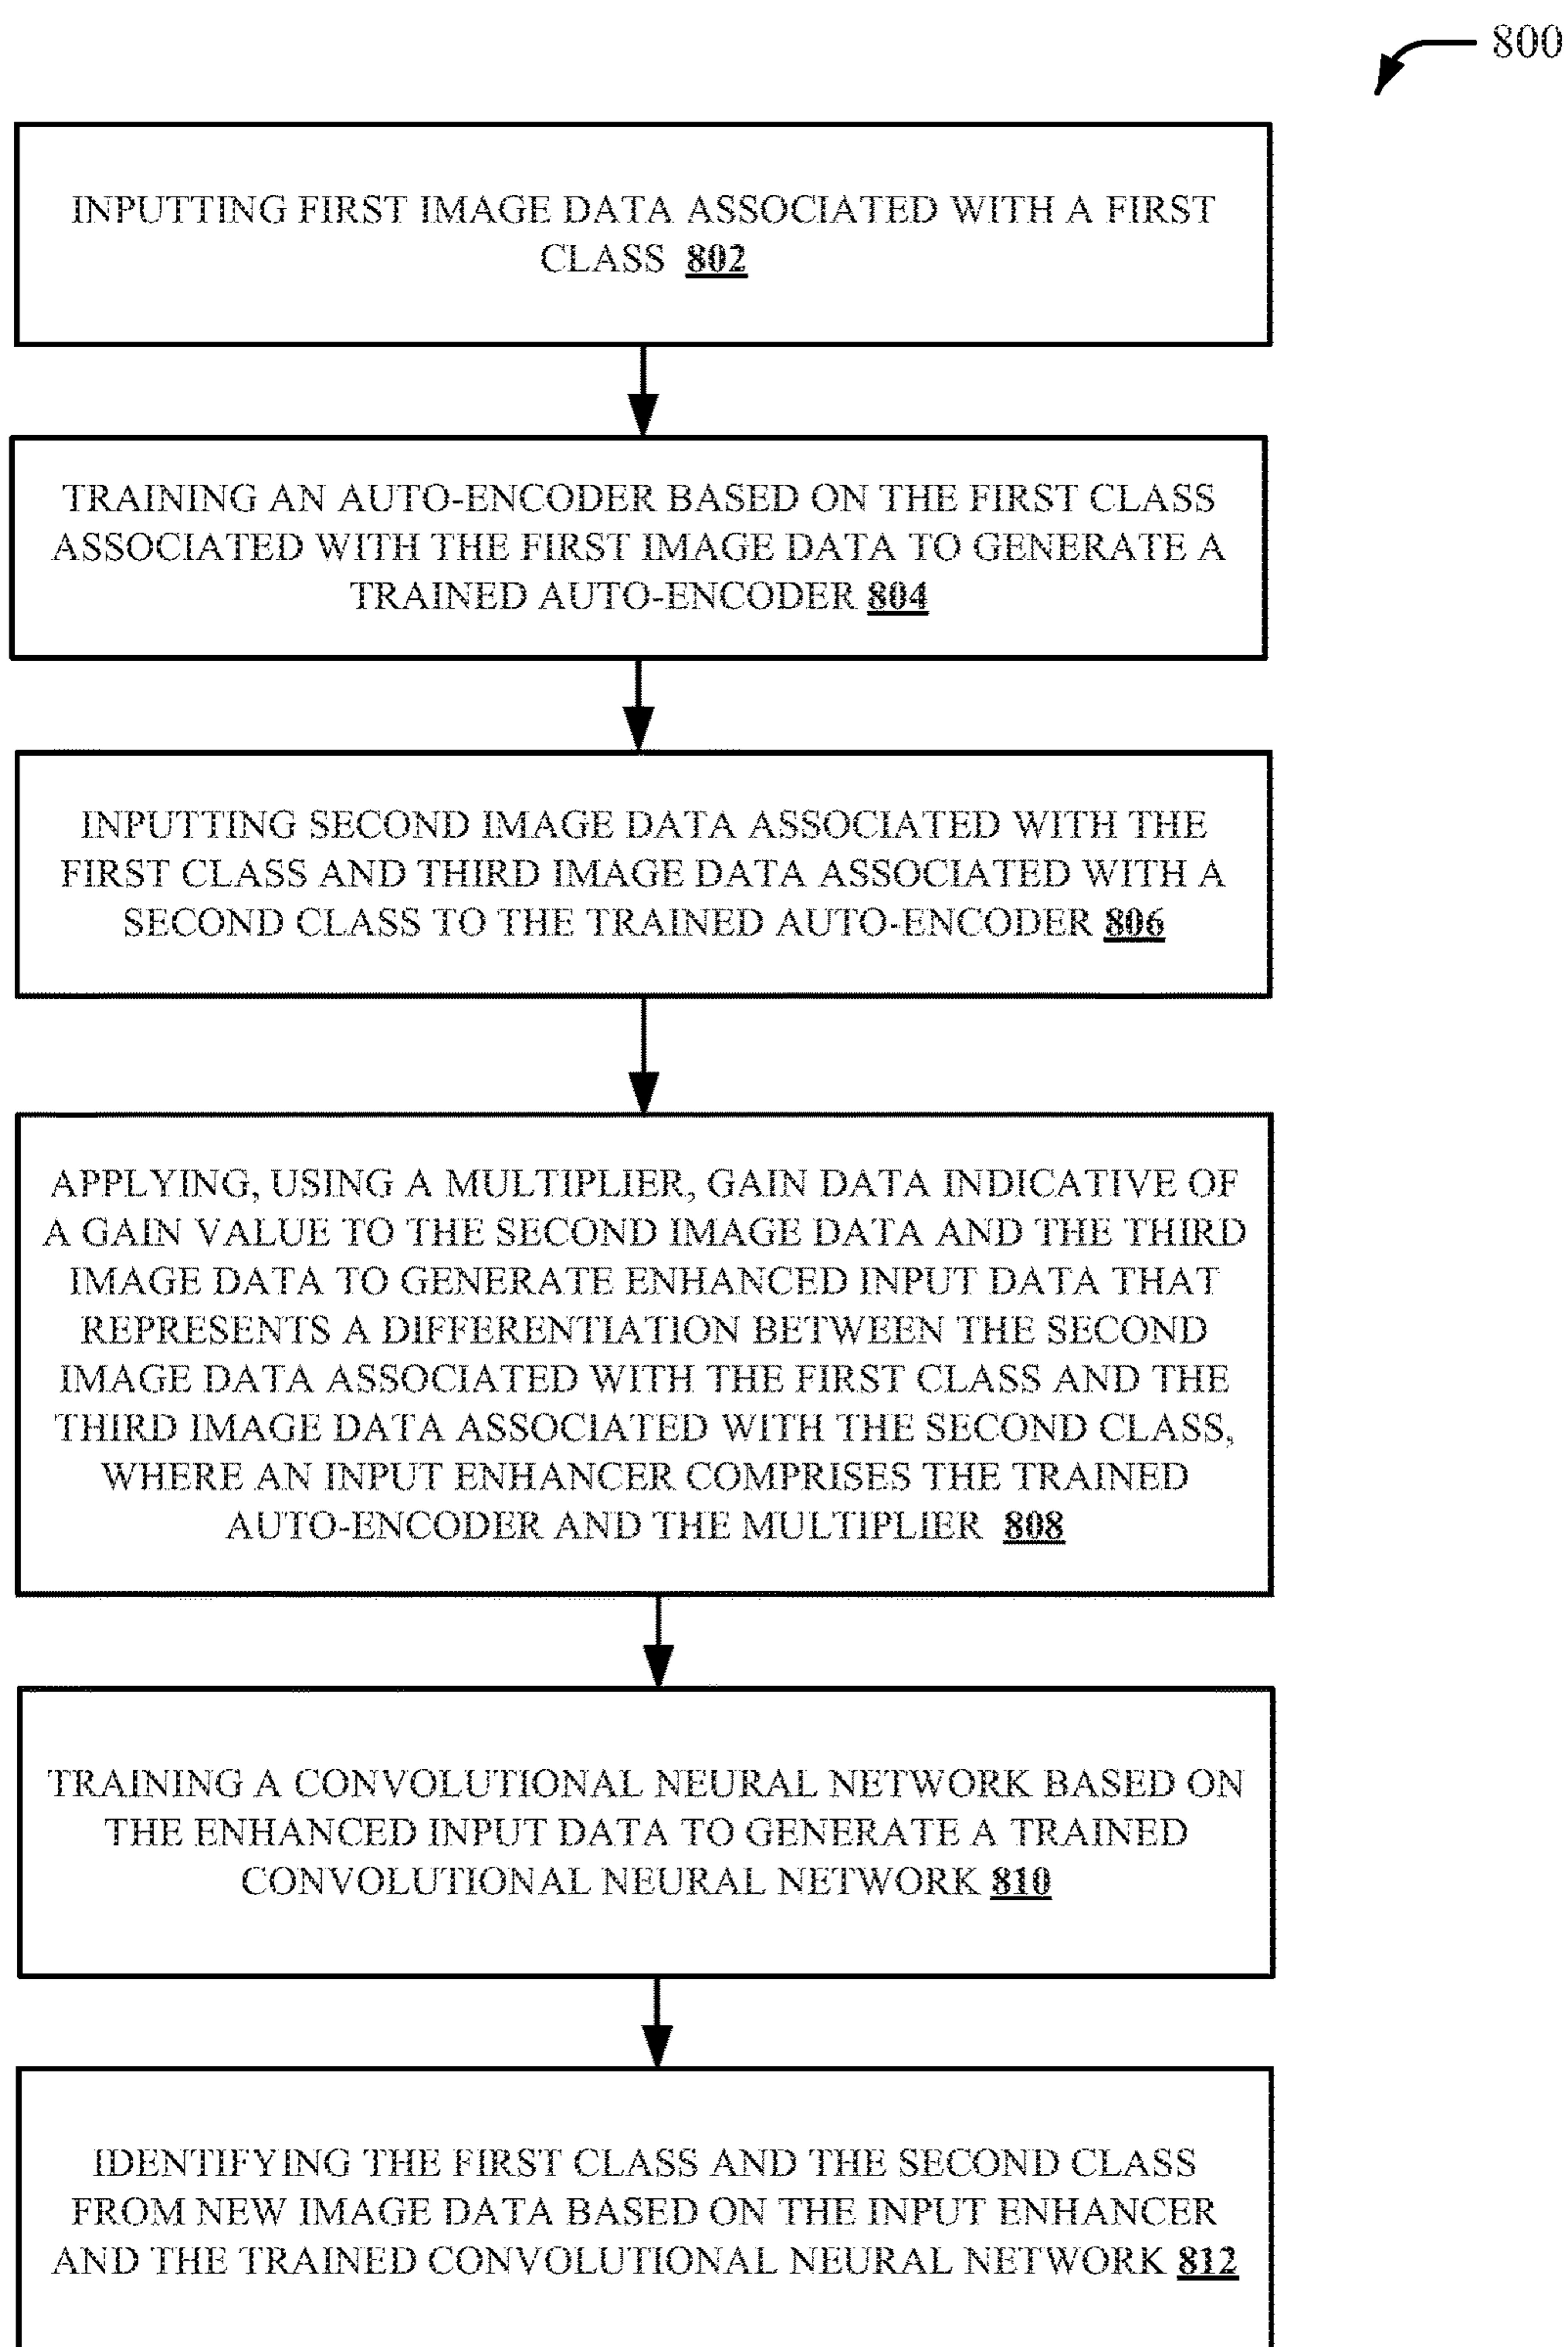 800
INPUTTING FIRST IMAGE DATA ASSOCIATED WITH A FIRST
CLASS 802
TRAINING AN AUTO-ENCODER BASED ON THE FIRST CLASS
ASSOCIATED WITH THE FIRST IMAGE DATA TO GENERATE A
TRAINED AUTO-ENCODER 804
INPUTTING SECOND IMAGE DATA ASSOCIATED WITH THE
FIRST CLASS AND THIRD IMAGE DATA ASSOCIATED WITH A
SECOND CLASS TO THE TRAINED AUTO-ENCODER 806
APPLYING, USING A MULTIPLIER, GAIN DATA INDICATIVE OF
A GAIN VALUE TO THE SECOND IMAGE DATA AND THE THIRD
IMAGE DATA TO GENERATE ENHANCED INPUT DATA THAT
REPRESENTS A DIFFERENTIATION BETWEEN THE SECOND
IMAGE DATA ASSOCIATED WITH THE FIRST CLASS AND THE
THIRD IMAGE DATA ASSOCIATED WITH THE SECOND CLASS,
WHERE AN INPUT ENHANCER COMPRISES THE TRAINED
AUTO-ENCODER AND THE MULTIPLIER 808
TRAINING A CONVOLUTIONAL NEURAL NETWORK BASED ON
THE ENHANCED INPUT DATA TO GENERATE A TRAINED
CONVOLUTIONAL NEURAL NETWORK 810
IDENTIFYING THE FIRST CLASS AND THE SECOND CLASS
FROM NEW IMAGE DATA BASED ON THE INPUT ENHANCER
AND THE TRAINED CONVOLUTIONAL NEURAL NETWORK 812